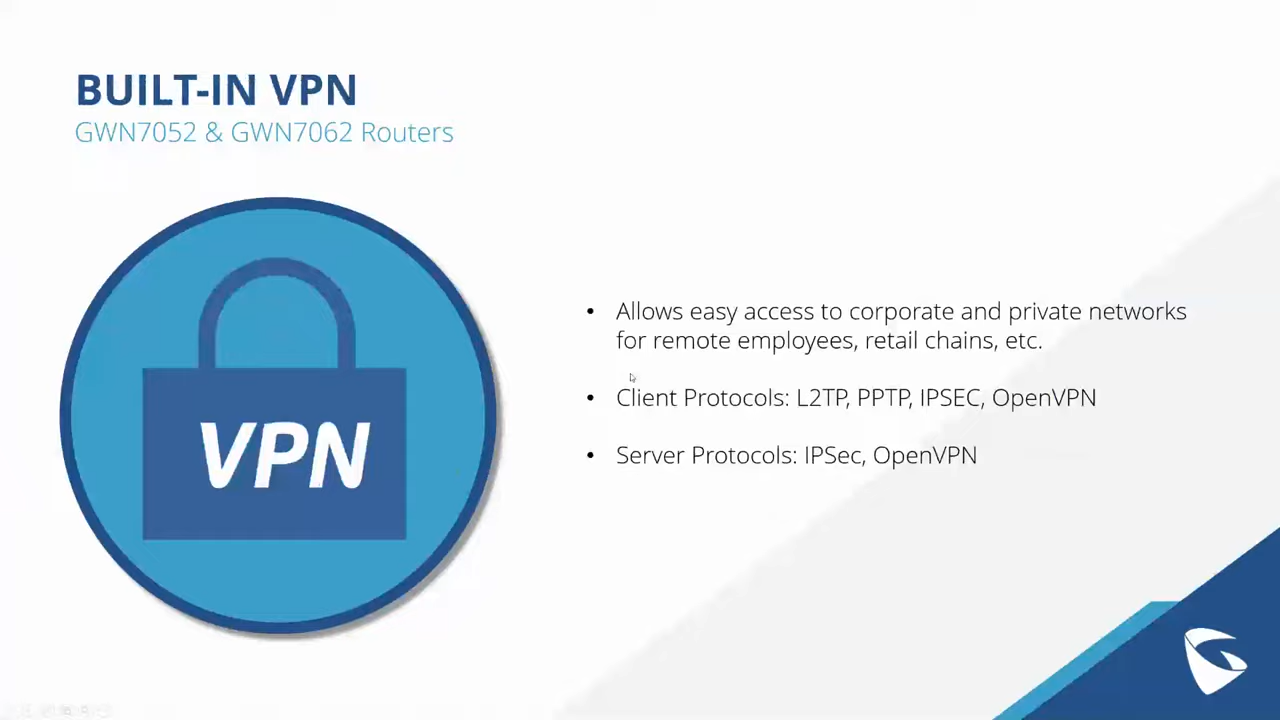 BUILT-IN VPN
GWN7052 & GWN7062 Routers
VPN
• Allows easy access to corporate and private networks
for remote employees, retail chains, etc.
• Client Protocols: L2TP, PPTP, IPSEC, OpenVPN
• Server Protocols: IPSec, OpenVPN